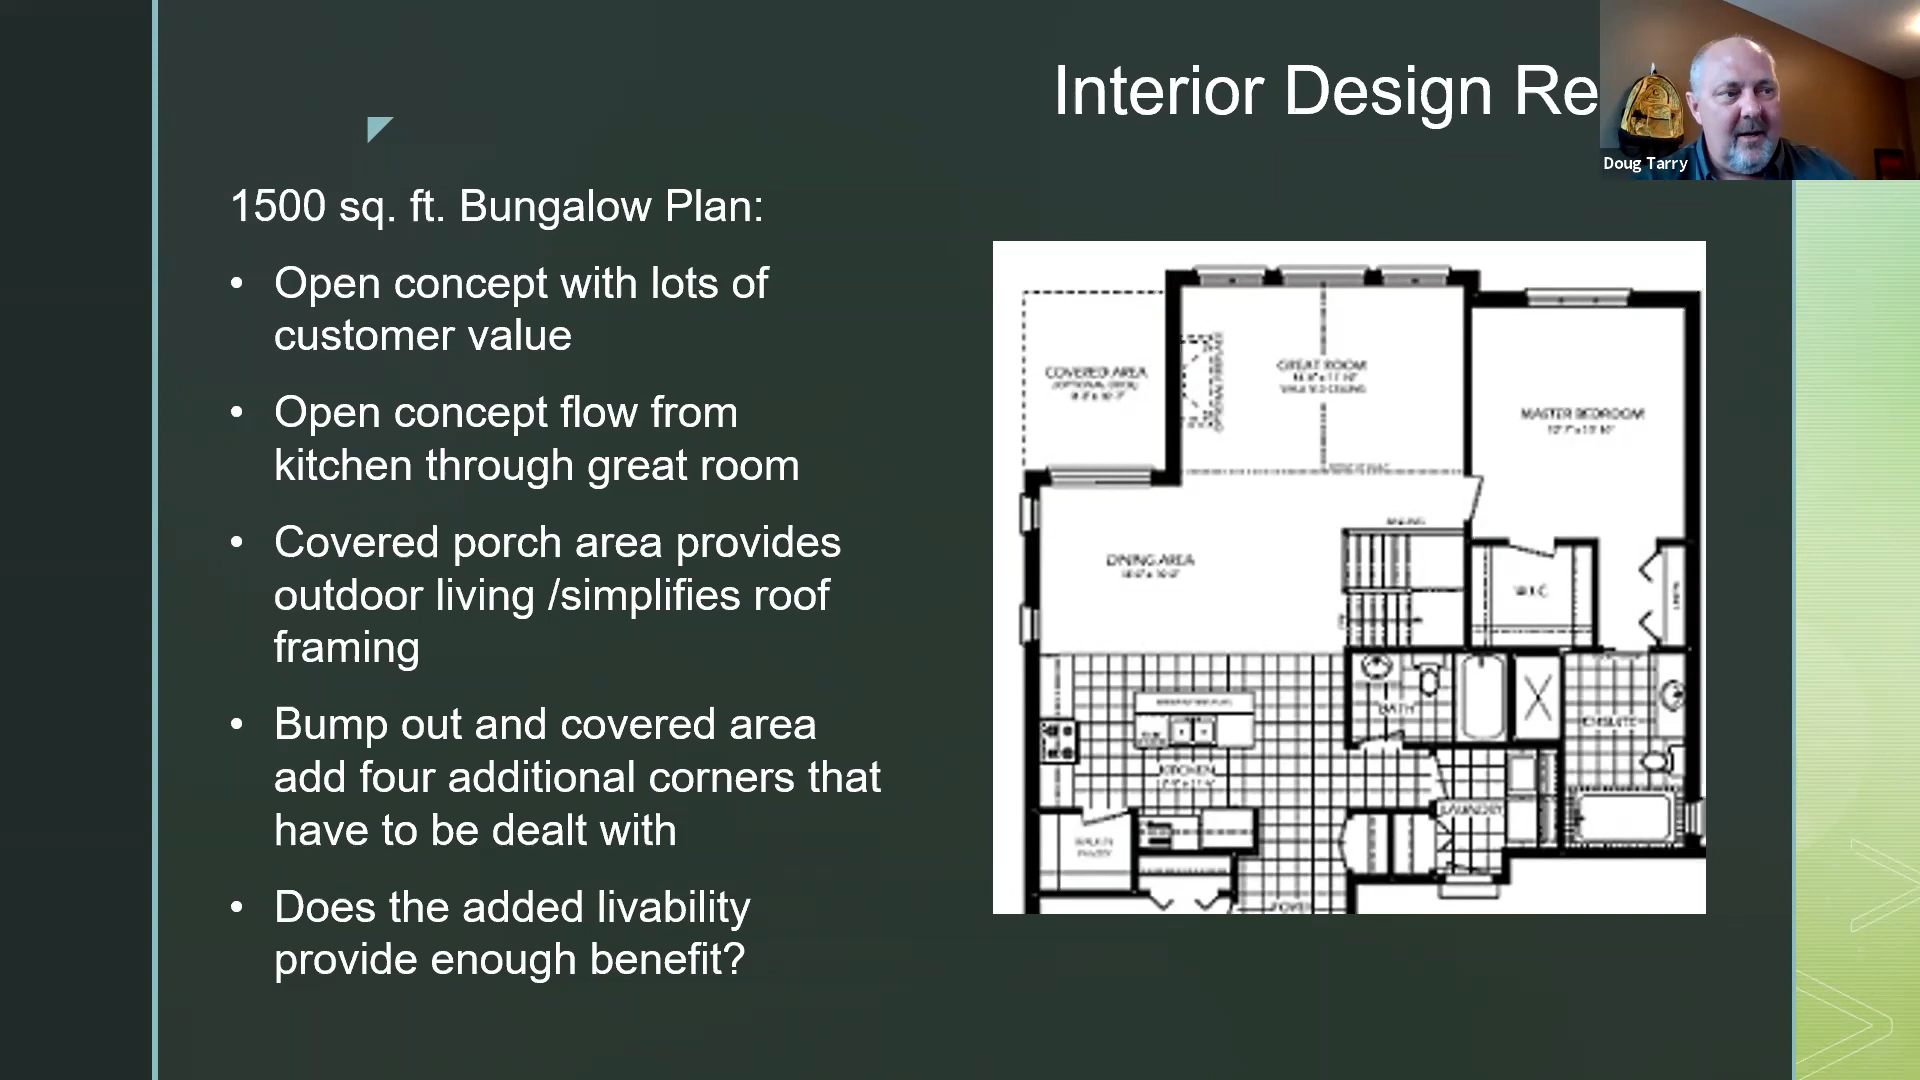 Interior Design Re
Doug Tarry
1500 sq. ft. Bungalow Plan:
• Open concept with lots of
customer value
• Open concept flow from
kitchen through great room
• Covered porch area provides
outdoor living /simplifies roof
framing
• Bump out and covered area
add four additional corners that
have to be dealt with
• Does the added livability
provide enough benefit?
COVERED AREA
OPTIONAL FIREPLACE
GREAT ROOM
MASTER BEDROOM
DINING AREA
W.I.C.
BATH
ENSUITE
KITCHEN
LAUNDRY
FOYER